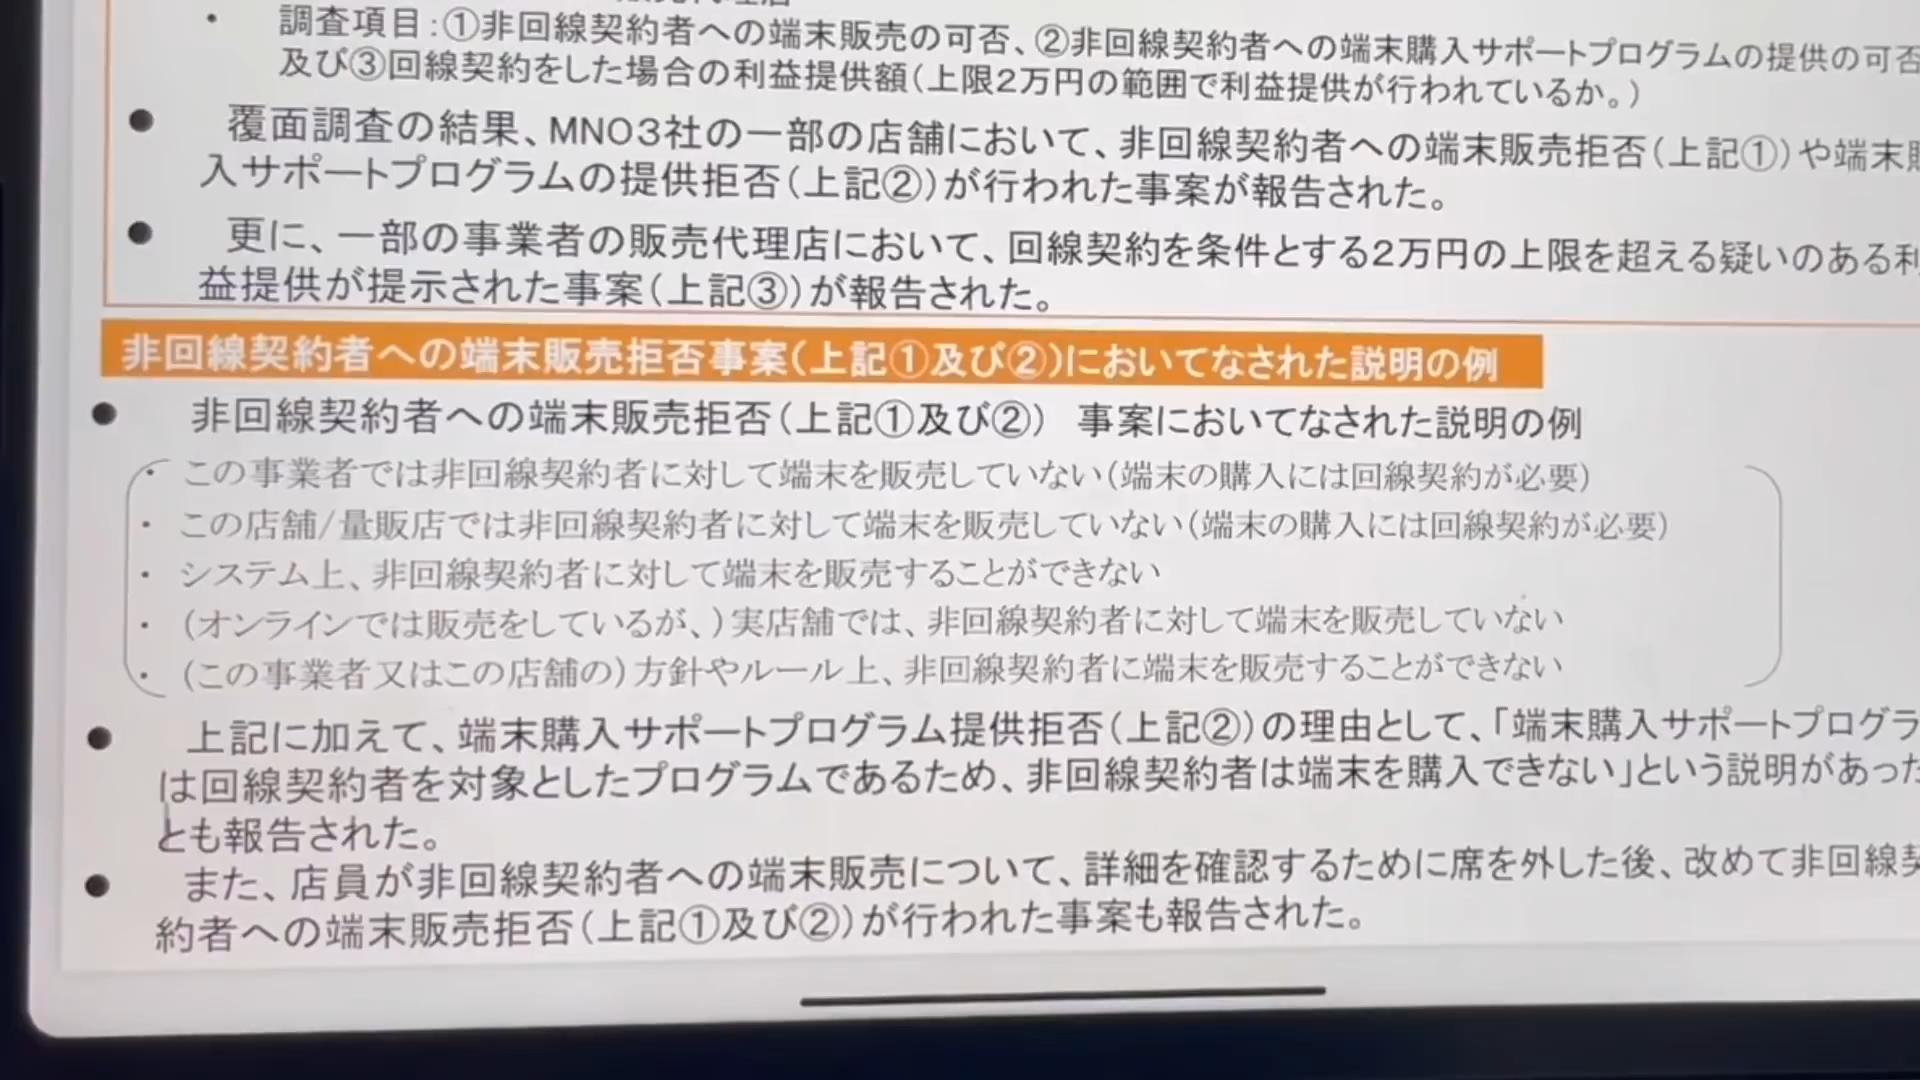 ・ 調査項目：①非回線契約者への端末販売の可否、②非回線契約者への端末購入サポートプログラムの提供の可否
及び③回線契約をした場合の利益提供額（上限２万円の範囲で利益提供が行われているか。）
● 覆面調査の結果、MNO３社の一部の店舗において、非回線契約者への端末販売拒否（上記①）や端末購
入サポートプログラムの提供拒否（上記②）が行われた事案が報告された。
● 更に、一部の事業者の販売代理店において、回線契約を条件とする２万円の上限を超える疑いのある利
益提供が提示された事案（上記③）が報告された。
非回線契約者への端末販売拒否事案（上記①及び②）においてなされた説明の例
● 非回線契約者への端末販売拒否（上記①及び②） 事案においてなされた説明の例
・ この事業者では非回線契約者に対して端末を販売していない（端末の購入には回線契約が必要）
・ この店舗/量販店では非回線契約者に対して端末を販売していない（端末の購入には回線契約が必要）
・ システム上、非回線契約者に対して端末を販売することができない
・ （オンラインでは販売をしているが、）実店舗では、非回線契約者に対して端末を販売していない
・ （この事業者又はこの店舗の）方針やルール上、非回線契約者に端末を販売することができない
● 上記に加えて、端末購入サポートプログラム提供拒否（上記②）の理由として、「端末購入サポートプログラ
は回線契約者を対象としたプログラムであるため、非回線契約者は端末を購入できない」という説明があった
とも報告された。
● また、店員が非回線契約者への端末販売について、詳細を確認するために席を外した後、改めて非回線契
約者への端末販売拒否（上記①及び②）が行われた事案も報告された。